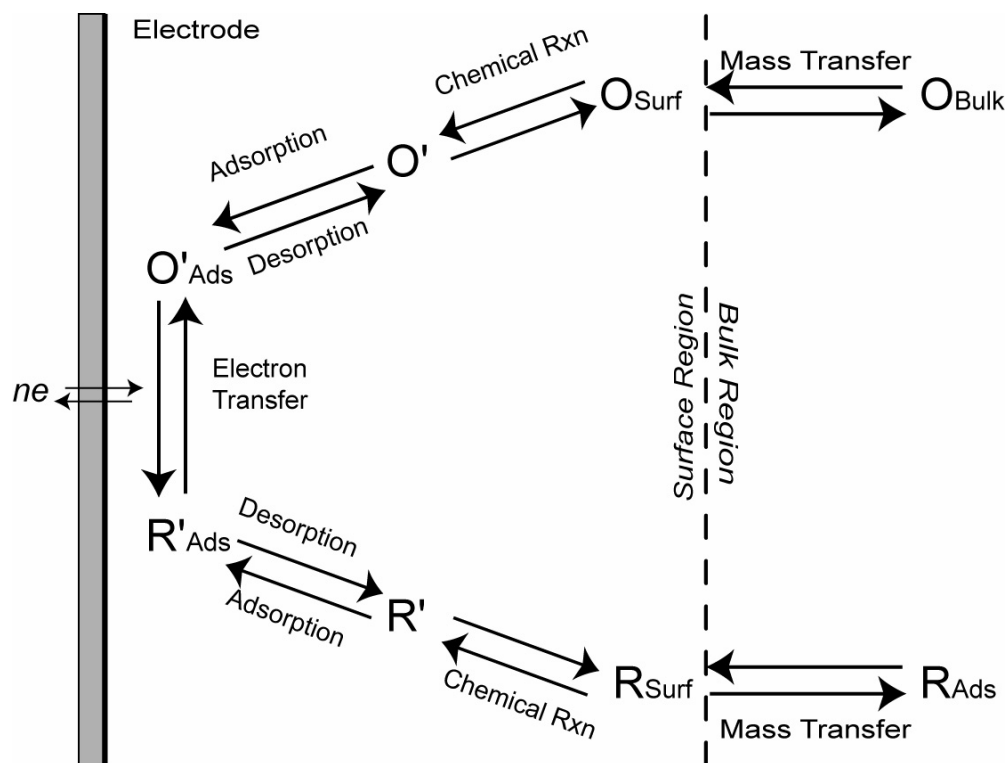 Electrode
Chemical Rxn
Mass Transfer
OSurf
OBulk
O'
Adsorption
Desorption
O'Ads
ne
Electron
Transfer
Surface Region
Bulk Region
R'Ads
Desorption
Adsorption
R'
Chemical Rxn
RSurf
RAds
Mass Transfer